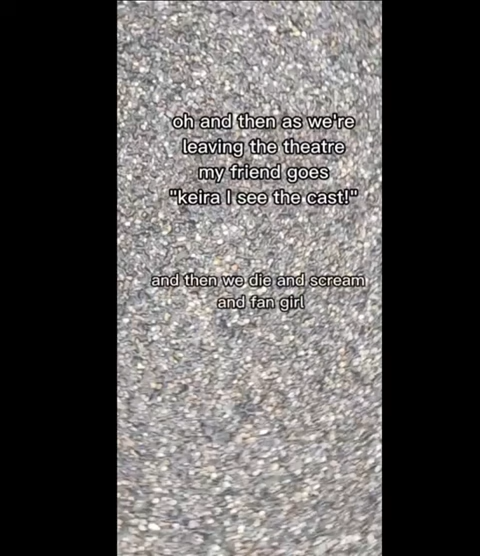 oh and then as we're
leaving the theatre
my friend goes
"keira I see the cast!"
and then we die and scream
and fan girl